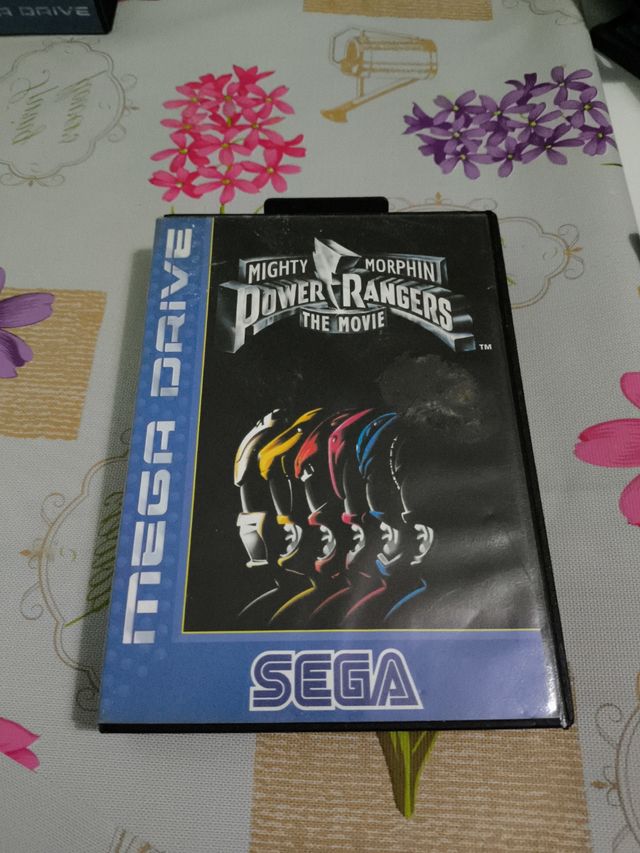 A DRIVE
MEGA DRIVE
MIGHTY MORPHIN
POWER RANGERS
THE MOVIE
TM
SEGA